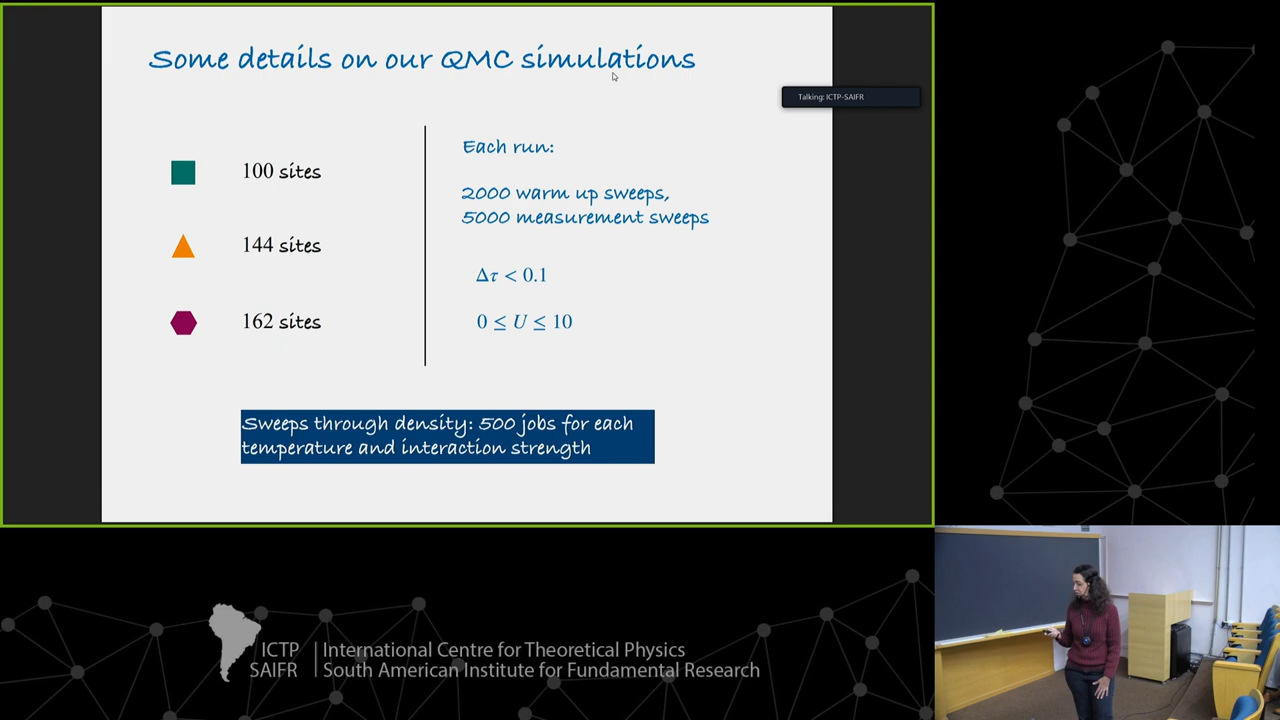 Some details on our QMC simulations
Talking: ICTP-SAIFR
100 sites
144 sites
162 sites
Each run:
2000 warm up sweeps,
5000 measurement sweeps
Δτ < 0.1
0 ≤ U ≤ 10
Sweeps through density: 500 jobs for each
temperature and interaction strength
ICTP
SAIFR
International Centre for Theoretical Physics
South American Institute for Fundamental Research